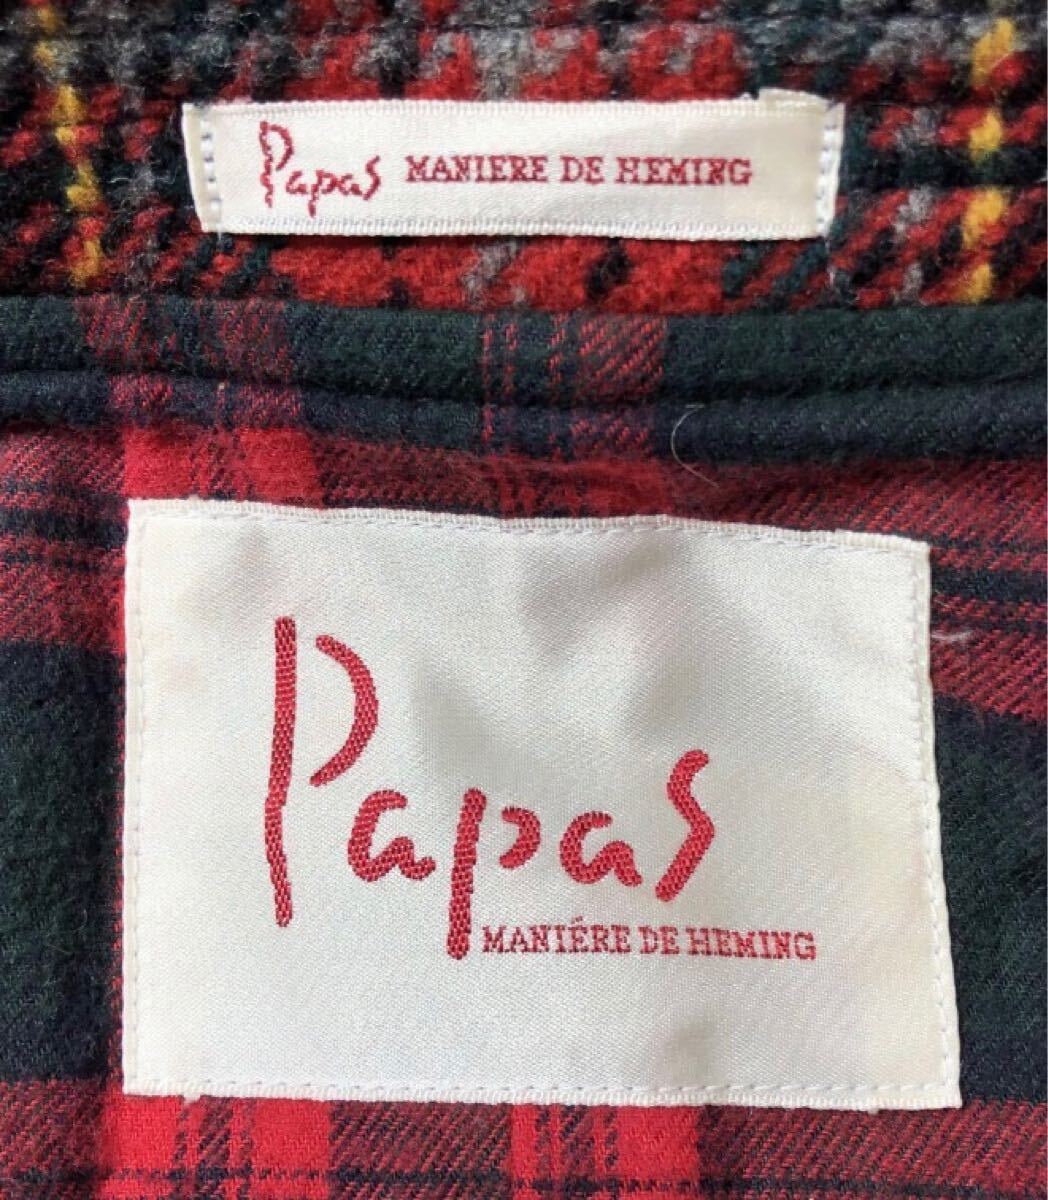 Papas MANIERE DE HEMING
Papas
MANIÉRE DE HEMING